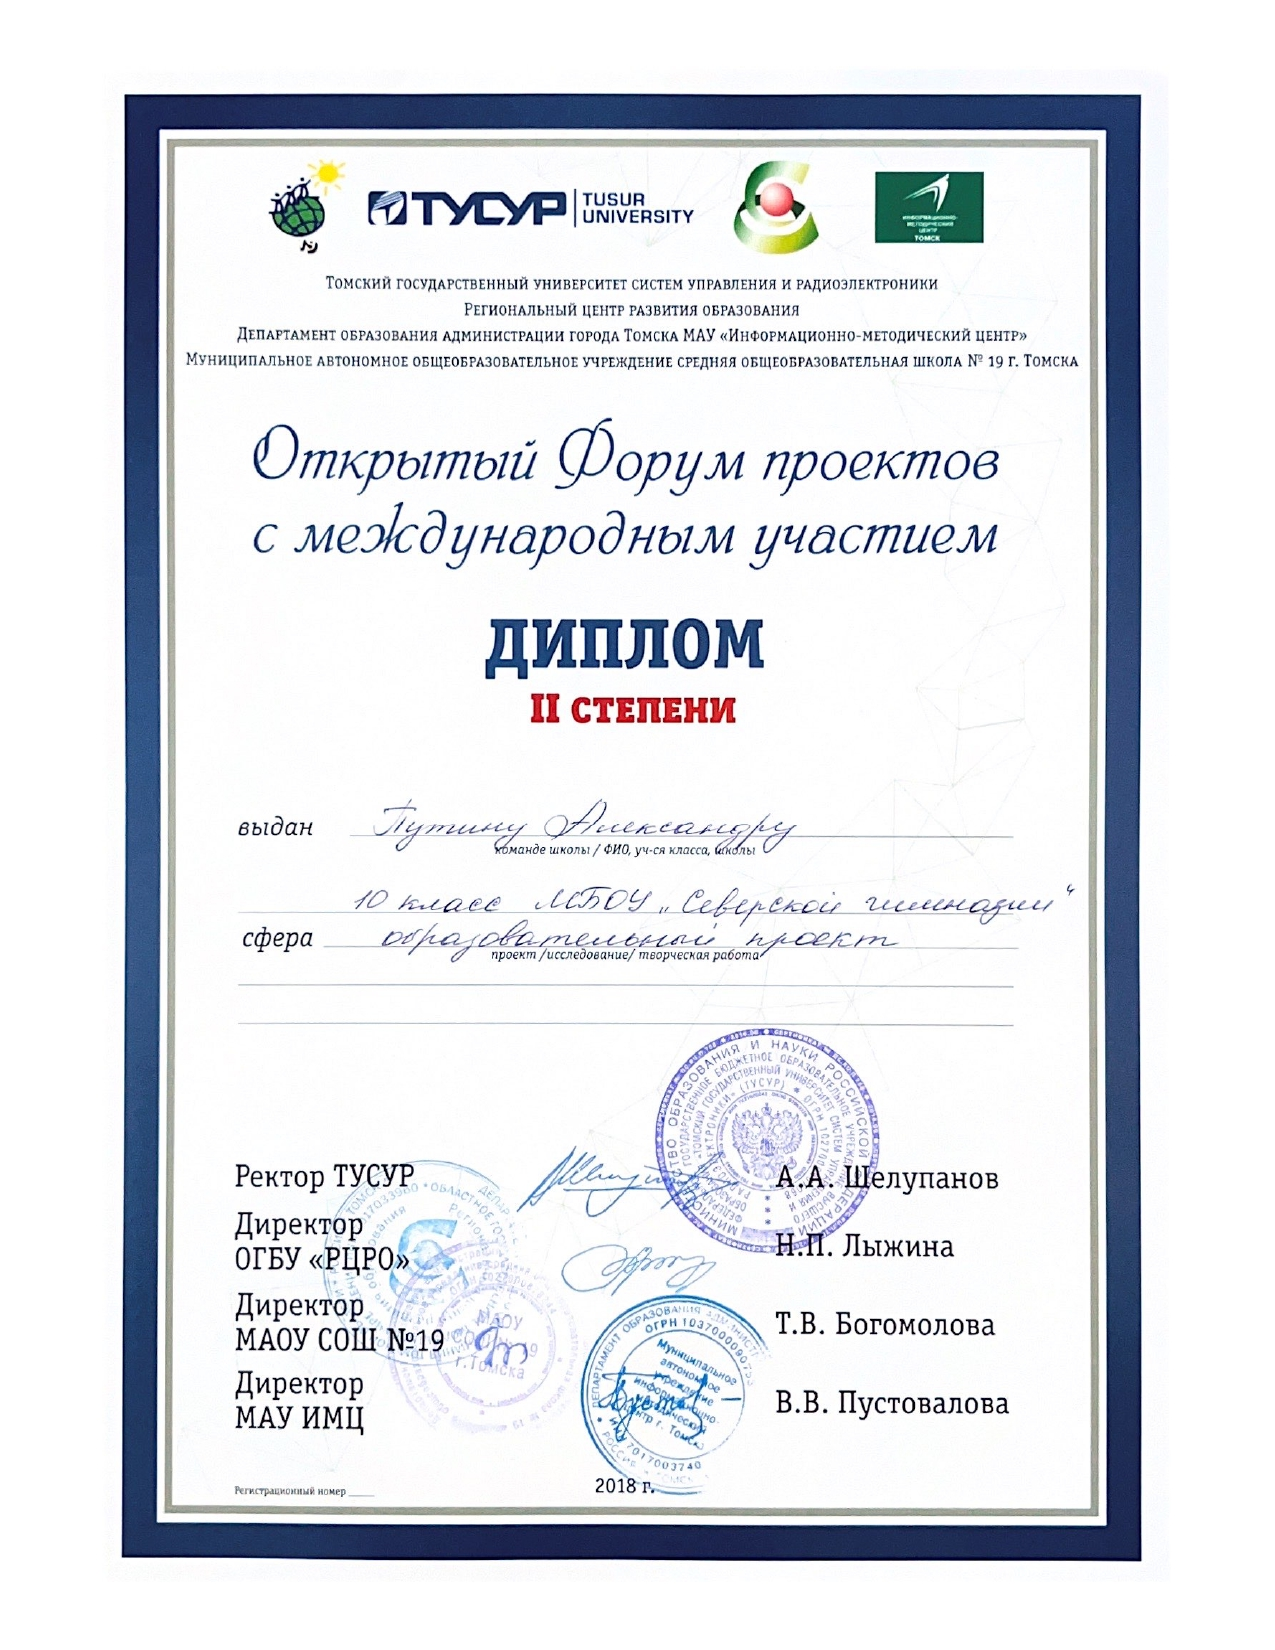 ТУСУР TUSUR UNIVERSITY
ИНФОРМАЦИОННО-МЕТОДИЧЕСКИЙ ЦЕНТР ТОМСК
Томский государственный университет систем управления и радиоэлектроники
Региональный центр развития образования
Департамент образования администрации города Томска МАУ «Информационно-методический центр»
Муниципальное автономное общеобразовательное учреждение средняя общеобразовательная школа № 19 г. Томска
Открытый Форум проектов
с международным участием
ДИПЛОМ
II СТЕПЕНИ
выдан Путину Александру
команде школы / ФИО, уч-ся класса, школы
10 класс МБОУ „Северской гимназии“
сфера образовательный проект
проект /исследование/ творческая работа
Ректор ТУСУР А.А. Шелупанов
Директор
ОГБУ «РЦРО» Н.П. Лыжина
Директор
МАОУ СОШ №19 Т.В. Богомолова
Директор
МАУ ИМЦ В.В. Пустовалова
Регистрационный номер
2018 г.